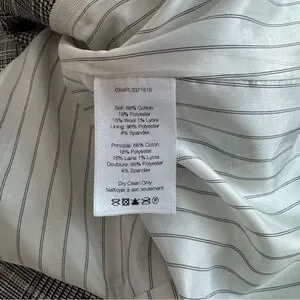 Self: 66% Cotton
18% Polyester
15% Wool 1% Lycra
Lining: 96% Polyester
4% Spandex
Principal: 66% Coton
18% Polyester
15% Laine 1% Lycra
Doublure: 96% Polyester
4% Spandex
Dry Clean Only
Nettoyer à sec seulement